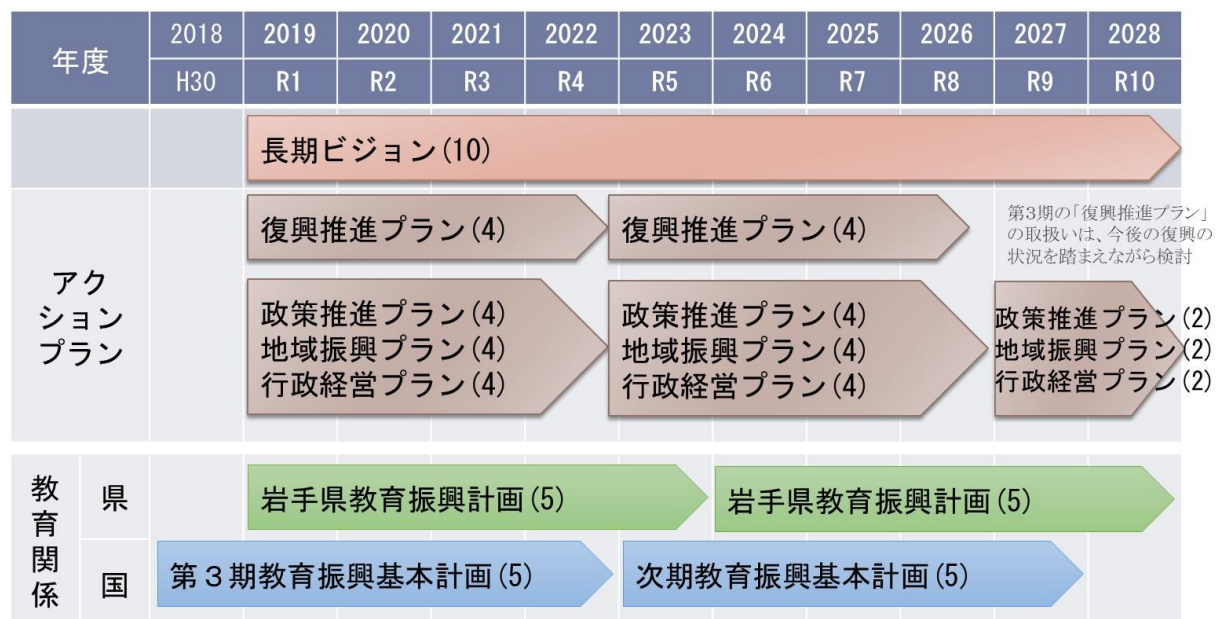 年度
2018 2019 2020 2021 2022 2023 2024 2025 2026 2027 2028
H30 R1 R2 R3 R4 R5 R6 R7 R8 R9 R10
長期ビジョン(10)
アク
ション
プラン
復興推進プラン(4)
復興推進プラン(4)
第3期の「復興推進プラン」
の取扱いは、今後の復興の
状況を踏まえながら検討
政策推進プラン(4)
地域振興プラン(4)
行政経営プラン(4)
政策推進プラン(4)
地域振興プラン(4)
行政経営プラン(4)
政策推進プラン(2)
地域振興プラン(2)
行政経営プラン(2)
教育関係
県
岩手県教育振興計画(5)
岩手県教育振興計画(5)
国
第3期教育振興基本計画(5)
次期教育振興基本計画(5)